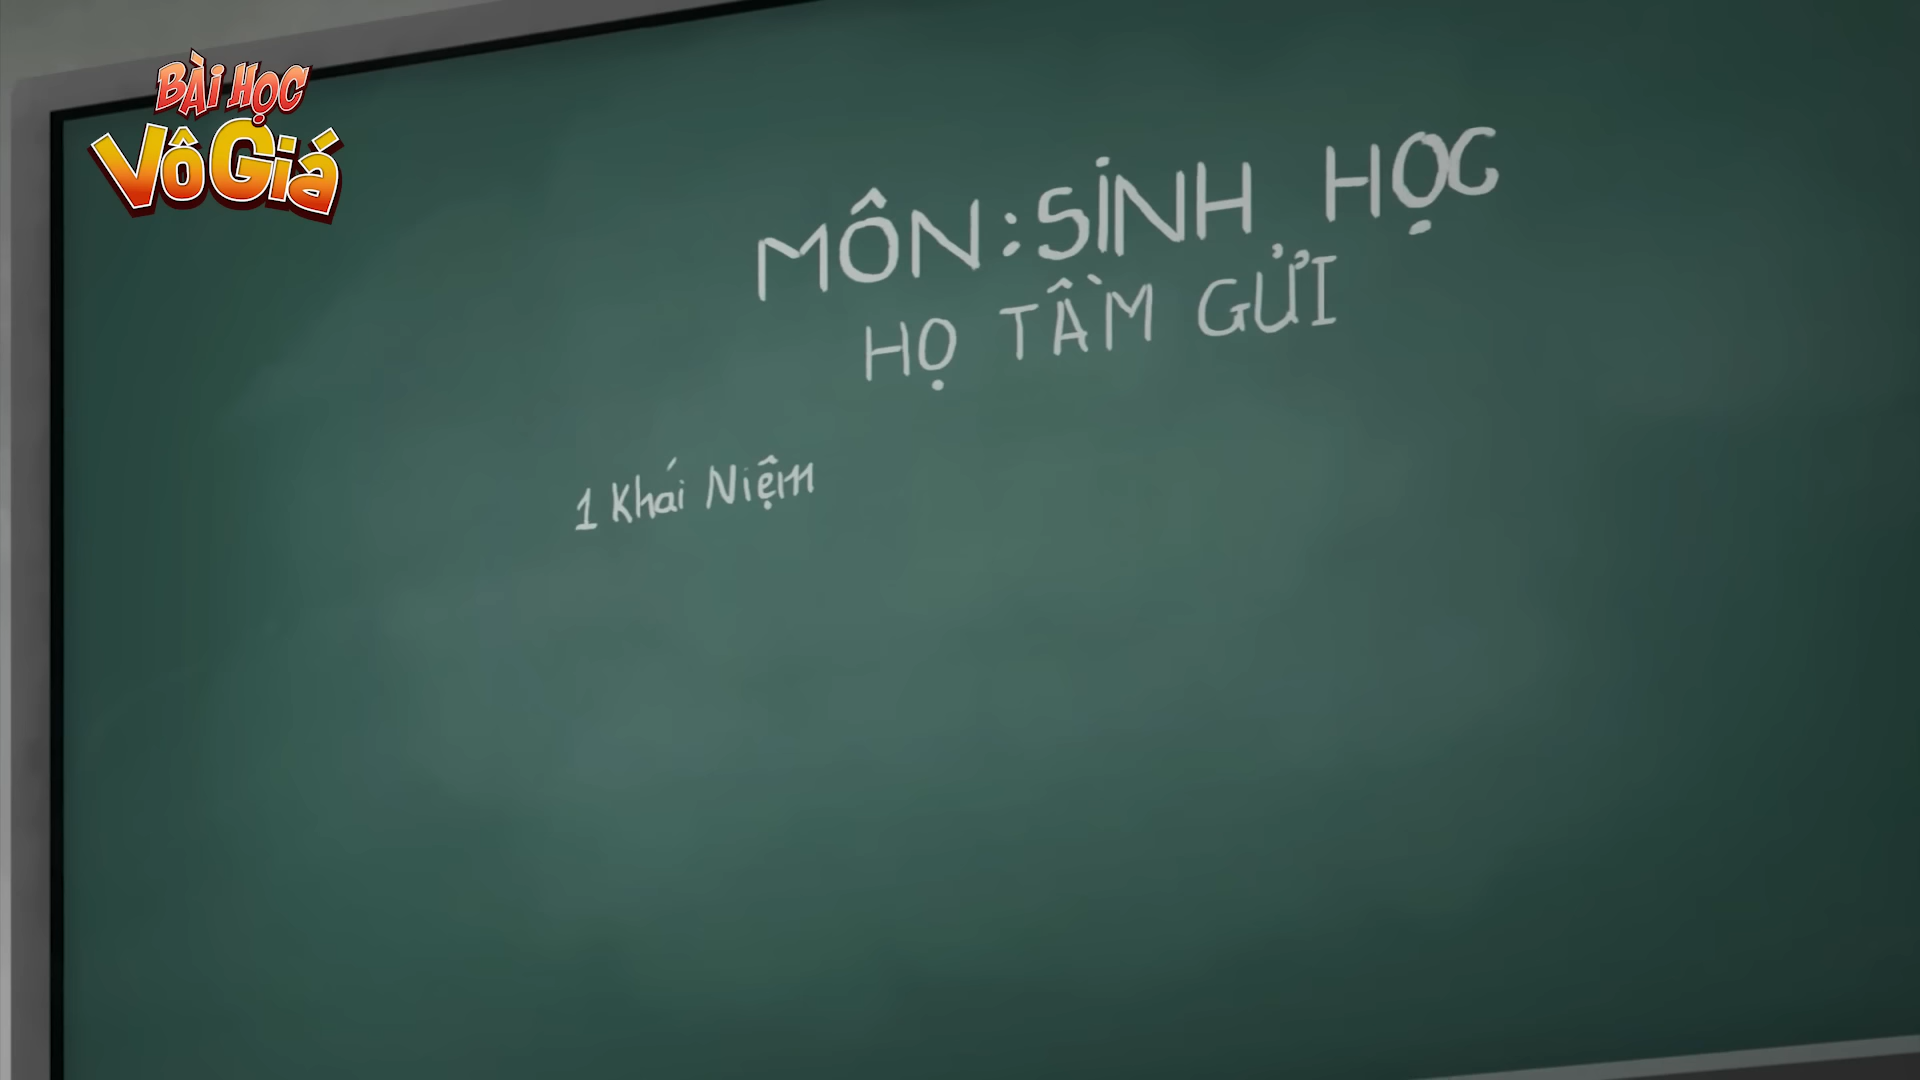 BÀI HỌC
VÔ GIÁ
MÔN: SINH HỌC
HỌ TẦM GỬI
1 Khái Niệm